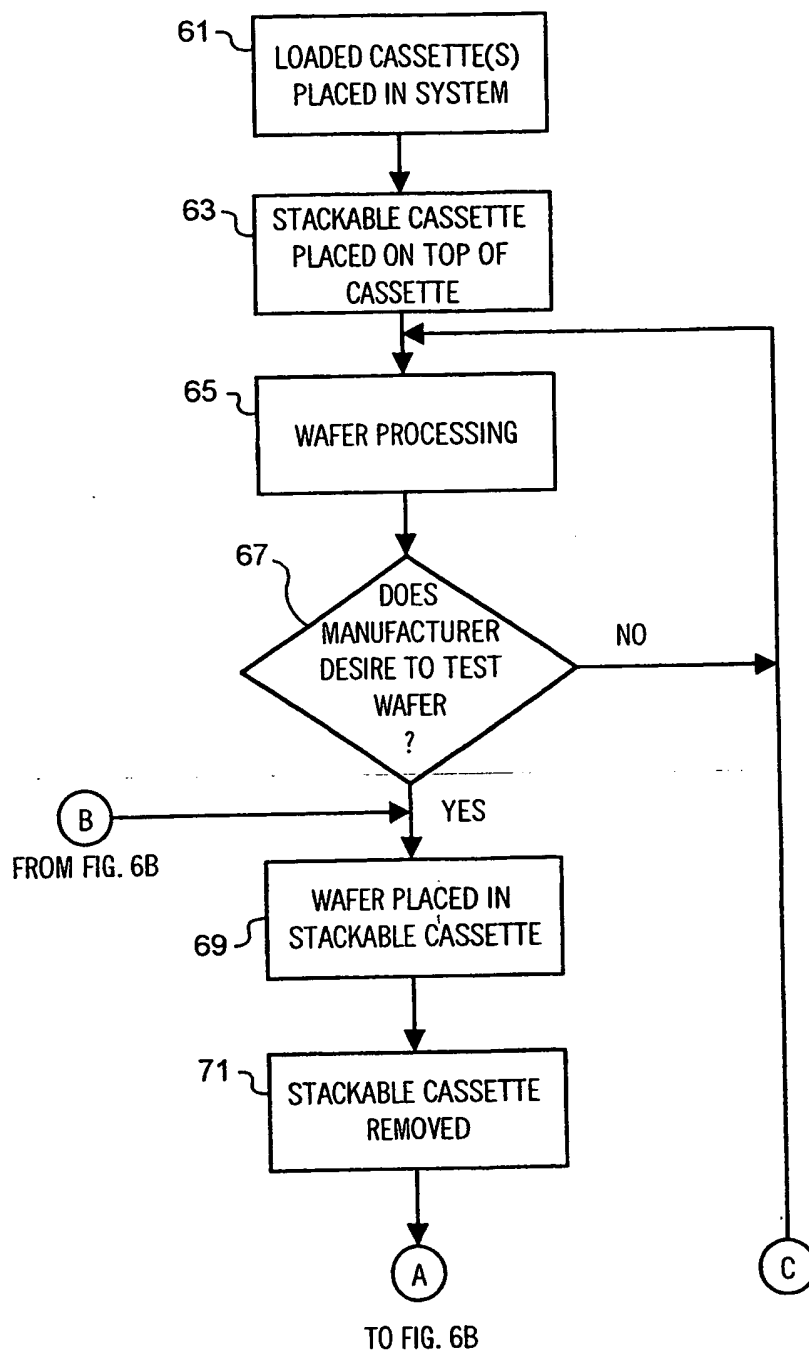 61
LOADED CASSETTE(S)
PLACED IN SYSTEM
63
STACKABLE CASSETTE
PLACED ON TOP OF
CASSETTE
65
WAFER PROCESSING
67
DOES
MANUFACTURER
DESIRE TO TEST
WAFER
?
NO
YES
B
FROM FIG. 6B
69
WAFER PLACED IN
STACKABLE CASSETTE
71
STACKABLE CASSETTE
REMOVED
A
TO FIG. 6B
C